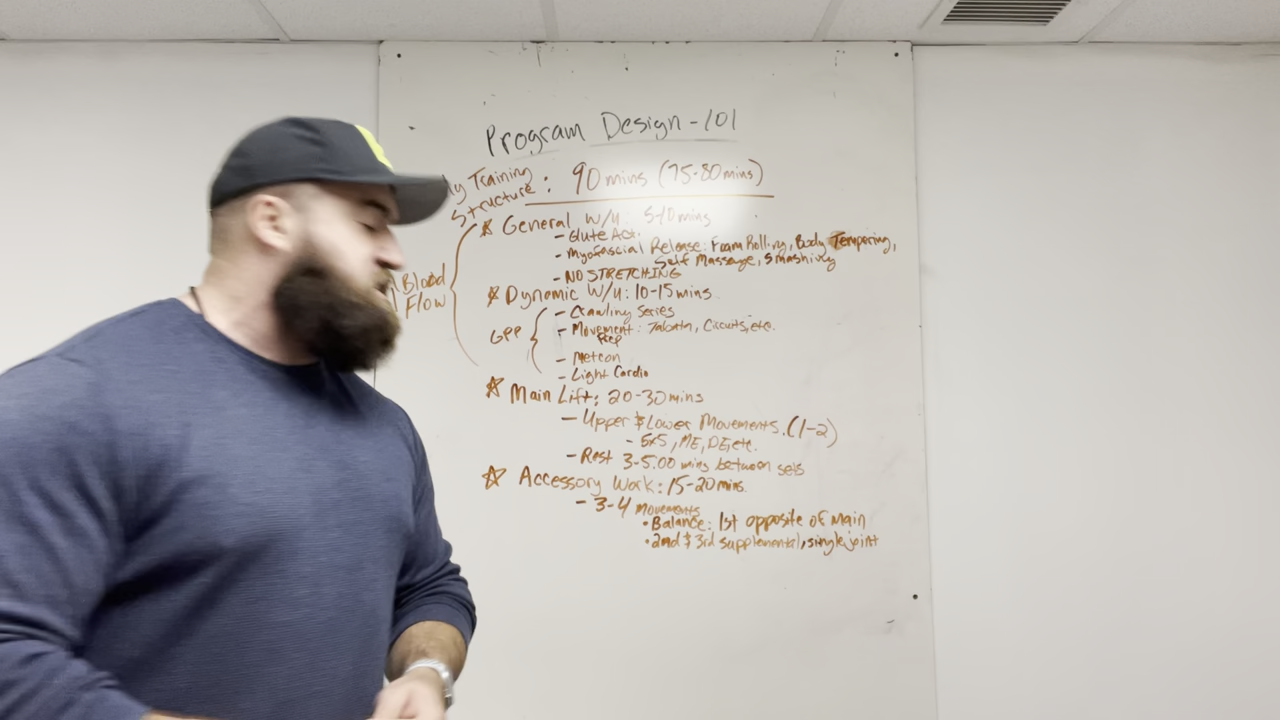 Program Design -101
My Training
Structure: 90 mins (75-80 mins)
General W/U: 5-10 mins
- Glute Act.
- Myofascial Release: Foam Rolling, Body Tempering,
Self Massage, Smashing
- NO STRETCHING
Blood
Flow
Dynamic W/U: 10-15 mins
GPP
- Crawling Series
- Movement: Tabata, Circuits, etc.
Prep
- Metcon
- Light Cardio
Main Lift: 20-30 mins
- Upper & Lower Movements. (1-2)
- 5x5, ME, DE, etc.
- Rest 3-5:00 mins between sets
Accessory Work: 15-20 mins.
- 3-4 movements
• Balance: 1st opposite of main
• 2nd & 3rd supplemental, single joint